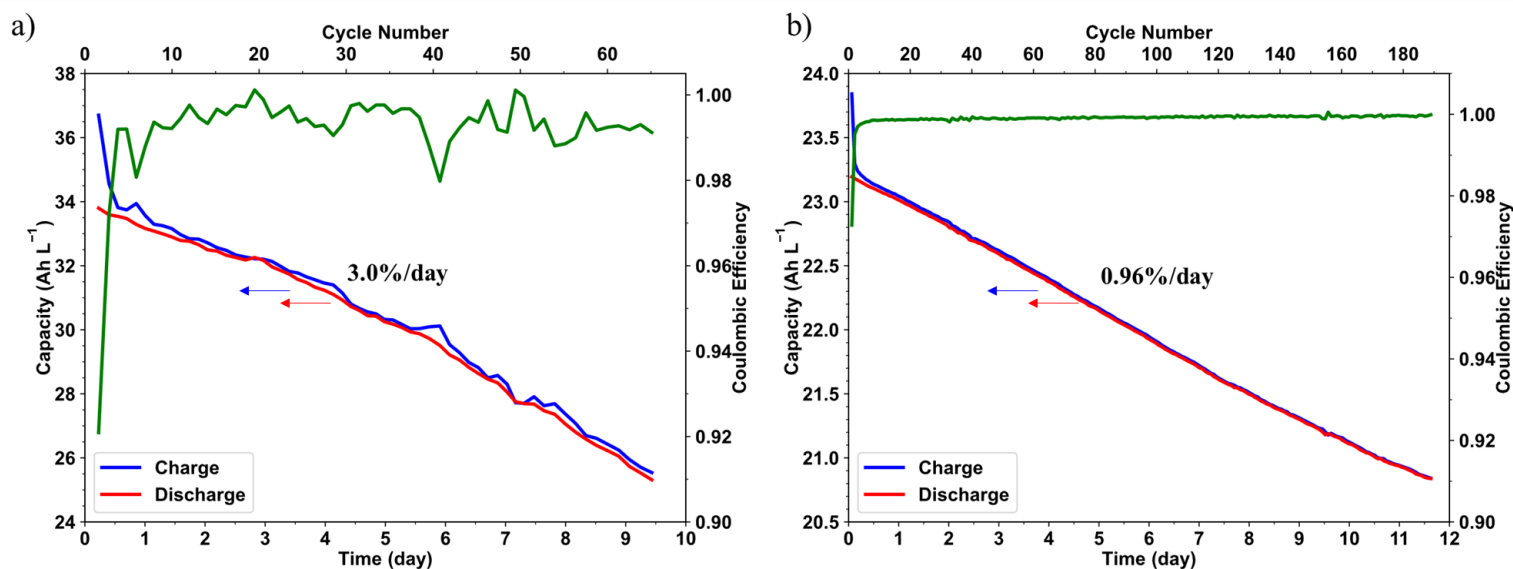 a)
Cycle Number
0 10 20 30 40 50 60
38
36
34
32
30
28
26
24
Capacity (Ah L⁻¹)
1.00
0.98
0.96
0.94
0.92
0.90
Coulombic Efficiency
3.0%/day
Charge
Discharge
0 1 2 3 4 5 6 7 8 9 10
Time (day)
b)
Cycle Number
0 20 40 60 80 100 120 140 160 180
24.0
23.5
23.0
22.5
22.0
21.5
21.0
20.5
Capacity (Ah L⁻¹)
1.00
0.98
0.96
0.94
0.92
0.90
Coulombic Efficiency
0.96%/day
Charge
Discharge
0 1 2 3 4 5 6 7 8 9 10 11 12
Time (day)